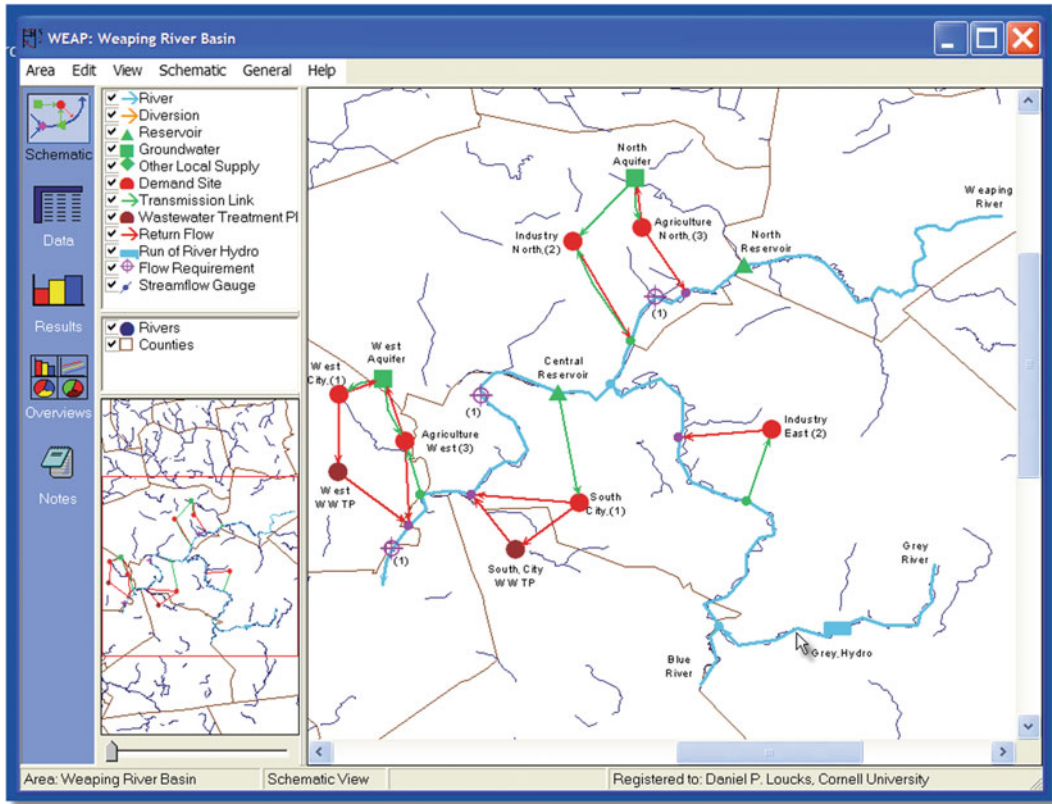 WEAP: Weaping River Basin
Area Edit View Schematic General Help
Schematic
Data
Results
Overviews
Notes
River
Diversion
Reservoir
Groundwater
Other Local Supply
Demand Site
Transmission Link
Wastewater Treatment Pl
Return Flow
Run of River Hydro
Flow Requirement
Streamflow Gauge
Rivers
Counties
North
Aquifer
Weaping
River
Industry
North,(2)
Agriculture
North,(3)
North
Reservoir
(1)
West
Aquifer
West
City,(1)
Central
Reservoir
(1)
Agriculture
West(3)
Industry
East(2)
West
WWTP
South
City,(1)
(1)
South,City
WWTP
Grey
River
Grey,Hydro
Blue
River
Area: Weaping River Basin
Schematic View
Registered to: Daniel P. Loucks, Cornell University